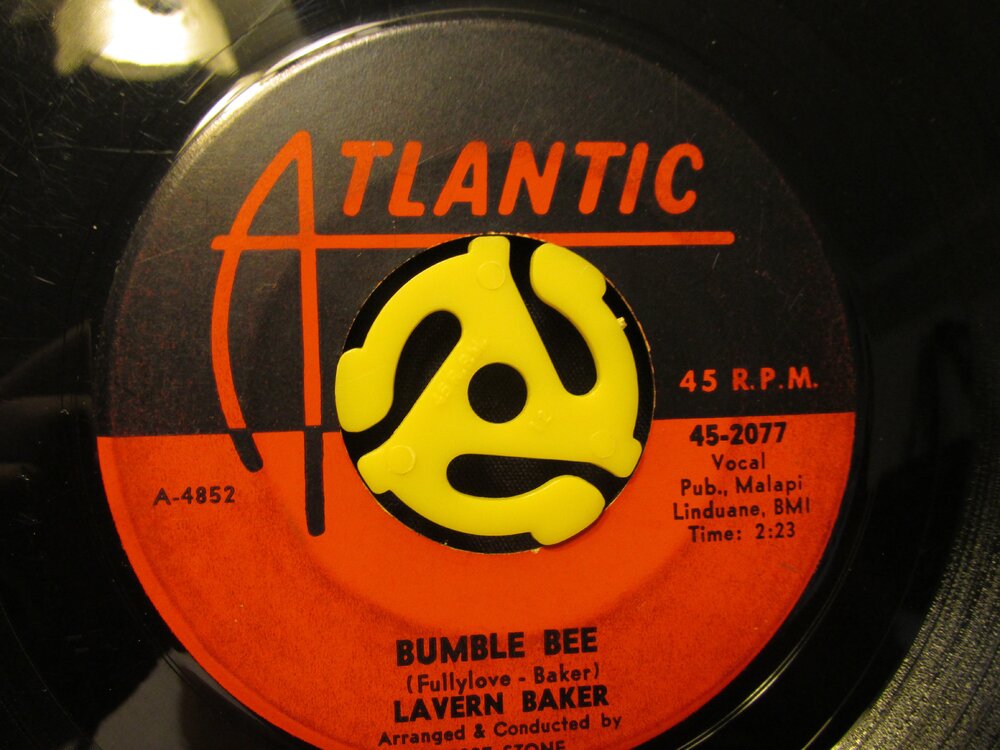 ATLANTIC
45 R.P.M.
45-2077
Vocal
Pub., Malapi
Linduane, BMI
Time: 2:23
A-4852
BUMBLE BEE
(Fullylove - Baker)
LAVERN BAKER
Arranged & Conducted by
STONE